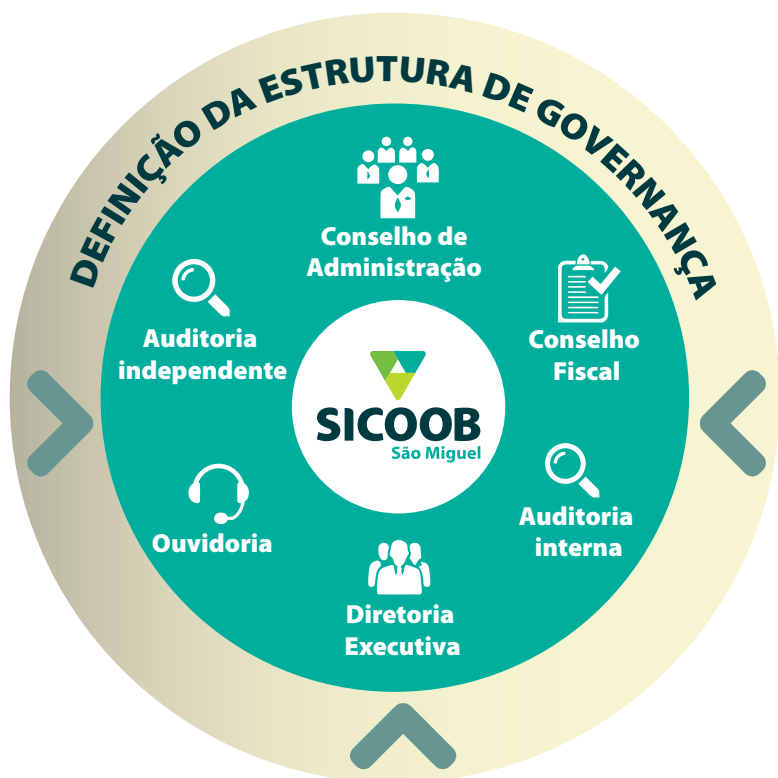 DEFINIÇÃO DA ESTRUTURA DE GOVERNANÇA
Conselho de
Administração
Auditoria
independente
Conselho
Fiscal
SICOOB
São Miguel
Ouvidoria
Auditoria
interna
Diretoria
Executiva